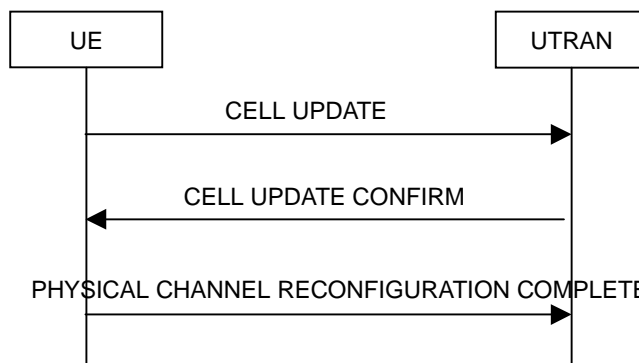 UE
UTRAN
CELL UPDATE
CELL UPDATE CONFIRM
PHYSICAL CHANNEL RECONFIGURATION COMPLETE